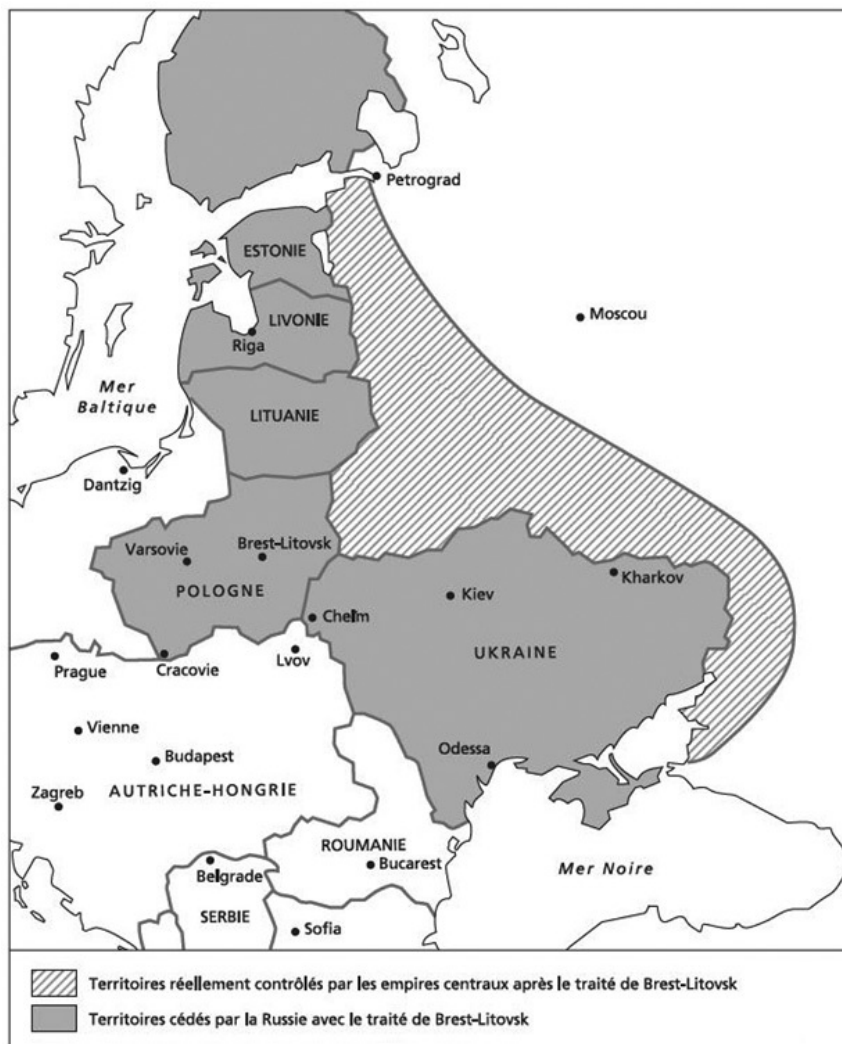 Petrograd
ESTONIE
Moscou
LIVONIE
Riga
Mer
Baltique
LITUANIE
Dantzig
Varsovie
Brest-Litovsk
Kharkov
POLOGNE
Kiev
Chełm
UKRAINE
Prague
Cracovie
Lvov
Vienne
Odessa
Budapest
AUTRICHE-HONGRIE
Zagreb
ROUMANIE
Bucarest
Mer Noire
Belgrade
SERBIE
Sofia
Territoires réellement contrôlés par les empires centraux après le traité de Brest-Litovsk
Territoires cédés par la Russie avec le traité de Brest-Litovsk